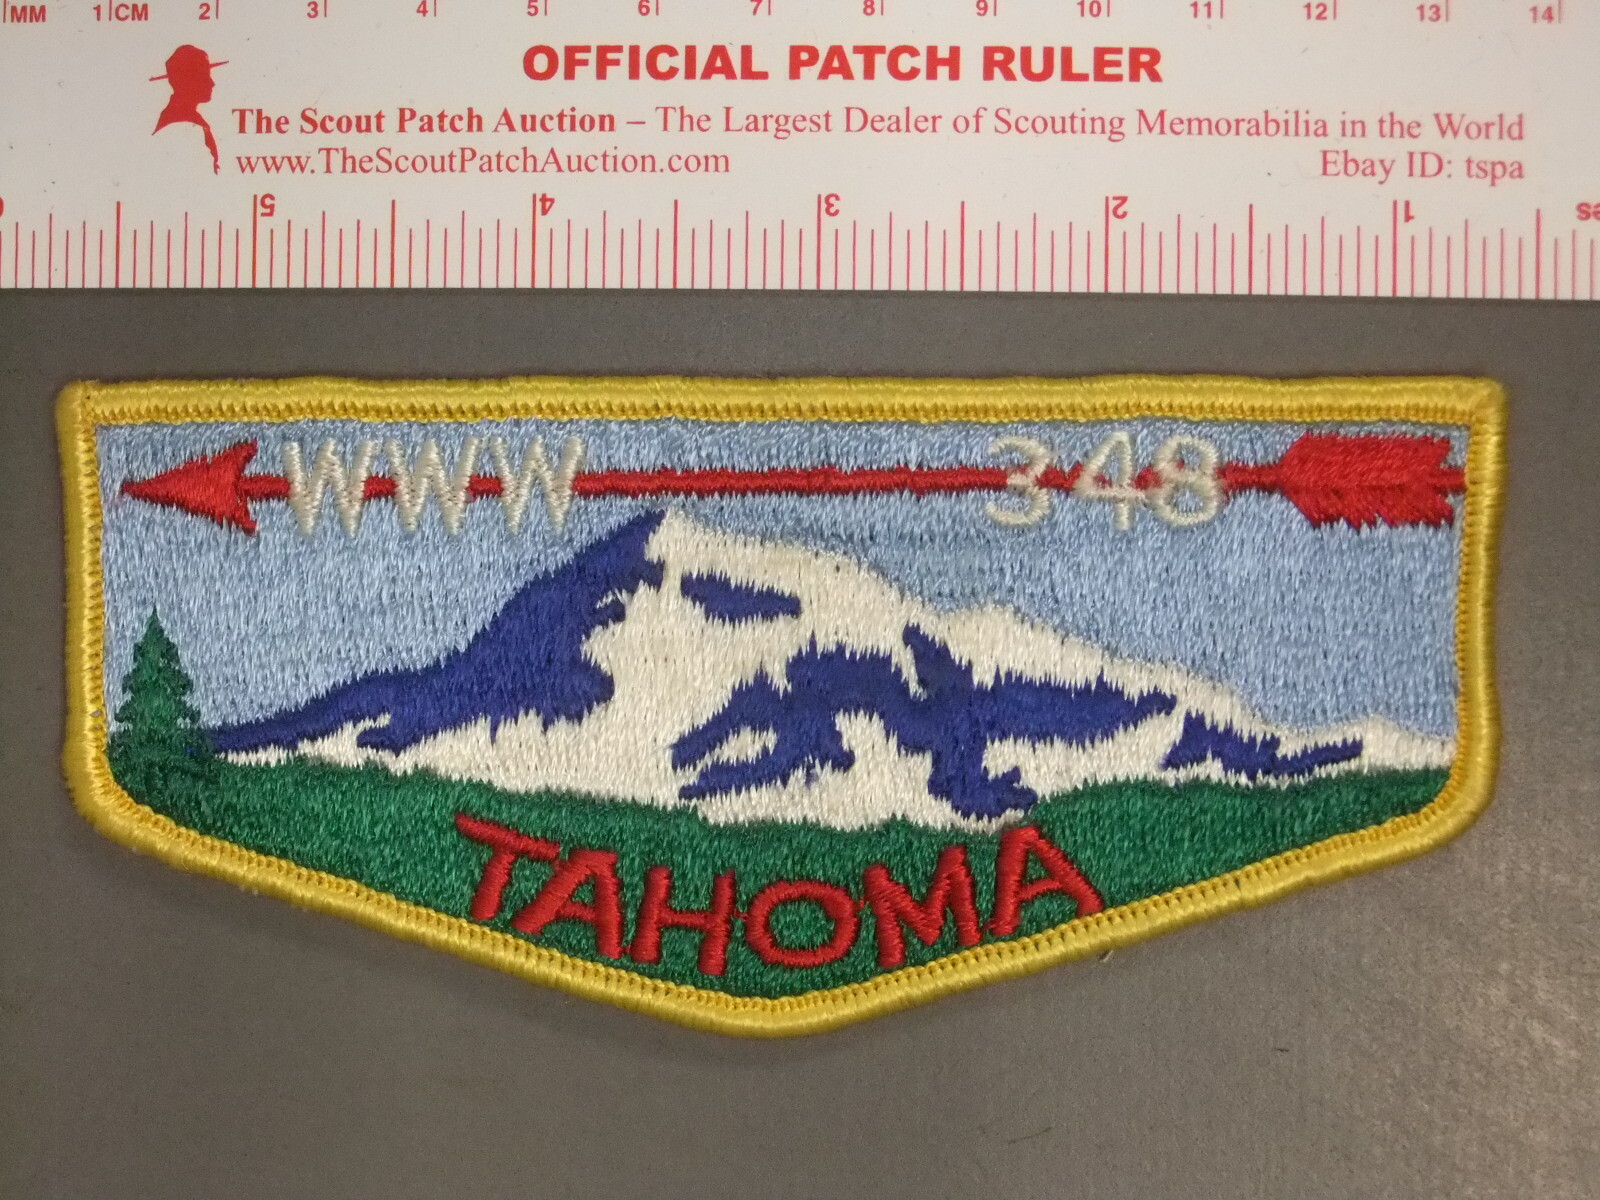 MM 1 CM 2 3 4 5 6 7 8 9 10 11 12 13 14
OFFICIAL PATCH RULER
The Scout Patch Auction – The Largest Dealer of Scouting Memorabilia in the World
www.TheScoutPatchAuction.com Ebay ID: tspa
5 4 3 2 1
WWW 348
TAHOMA